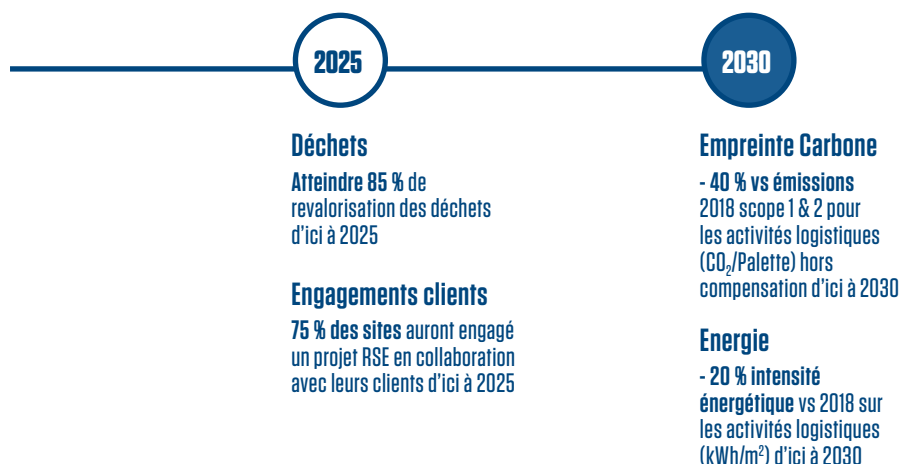 2025
Déchets
Atteindre 85 % de
revalorisation des déchets
d'ici à 2025
Engagements clients
75 % des sites auront engagé
un projet RSE en collaboration
avec leurs clients d'ici à 2025
2030
Empreinte Carbone
- 40 % vs émissions
2018 scope 1 & 2 pour
les activités logistiques
(CO₂/Palette) hors
compensation d'ici à 2030
Energie
- 20 % intensité
énergétique vs 2018 sur
les activités logistiques
(kWh/m²) d'ici à 2030